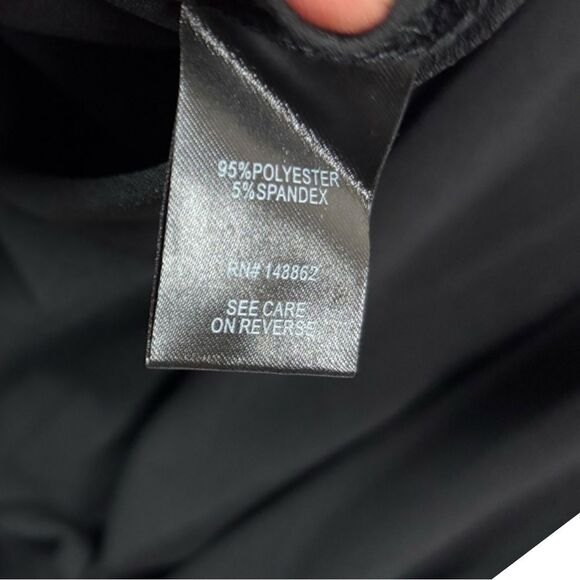 95%POLYESTER
5%SPANDEX
RN# 148862
SEE CARE
ON REVERSE